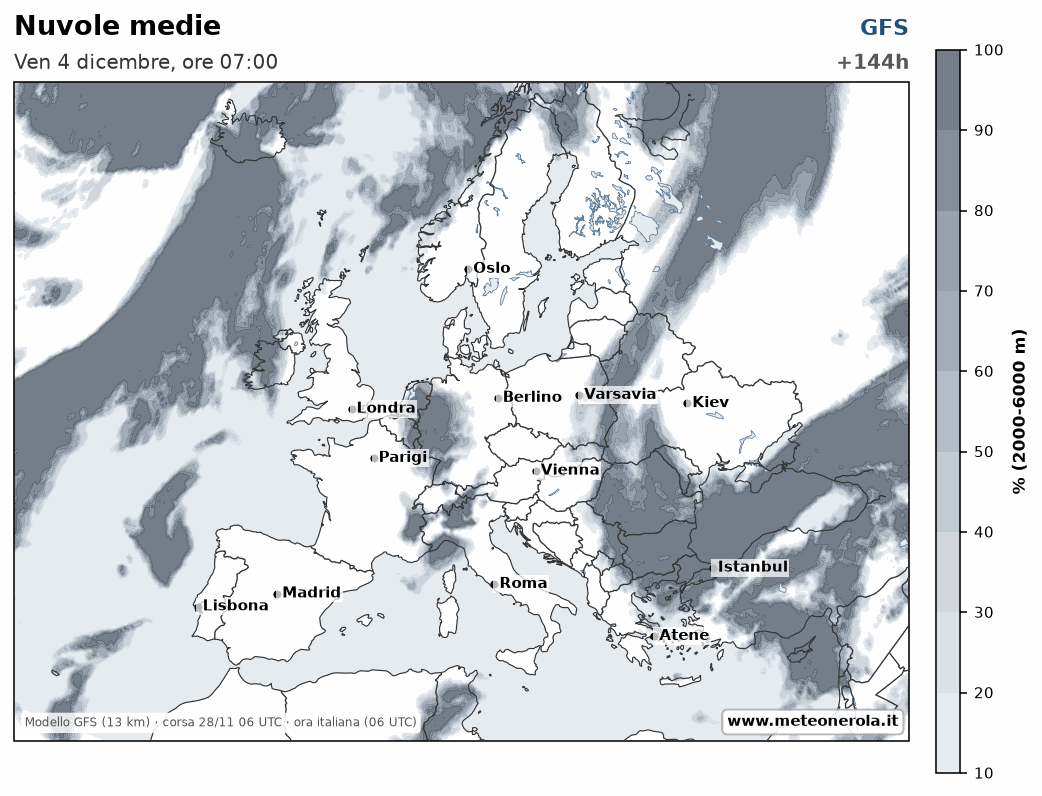 Nuvole medie
GFS
Ven 4 dicembre, ore 07:00
+144h
100
90
80
70
60
50
40
30
20
10
% (2000-6000 m)
Oslo
Londra
Berlino
Varsavia
Kiev
Parigi
Vienna
Istanbul
Madrid
Roma
Lisbona
Atene
Modello GFS (13 km) · corsa 28/11 06 UTC · ora italiana (06 UTC)
www.meteonerola.it